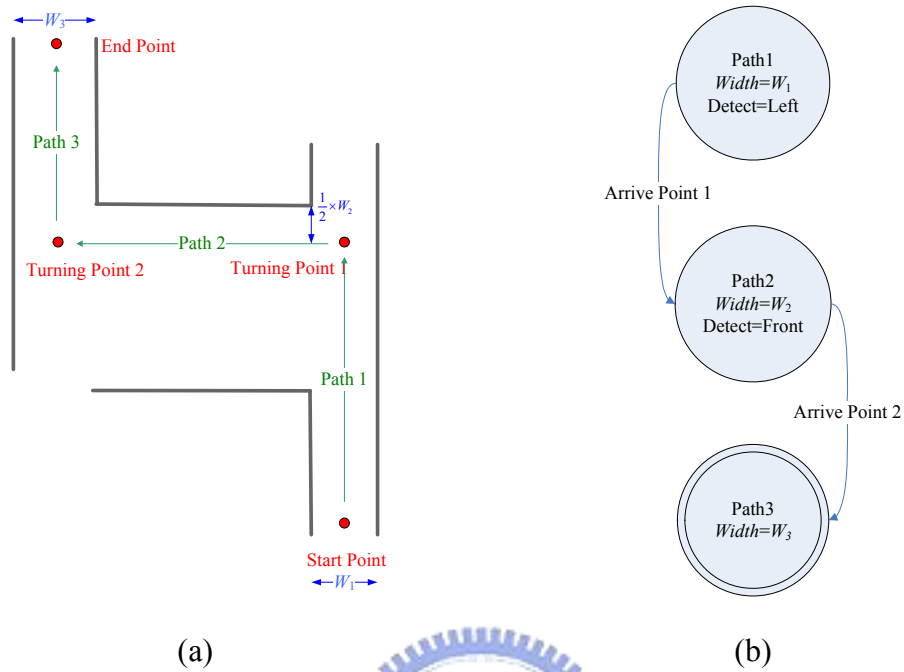 W₃
End Point
Path 3
½×W₂
Path 2
Turning Point 2
Turning Point 1
Path 1
Start Point
W₁
(a)
Path1
Width=W₁
Detect=Left
Arrive Point 1
Path2
Width=W₂
Detect=Front
Arrive Point 2
Path3
Width=W₃
(b)